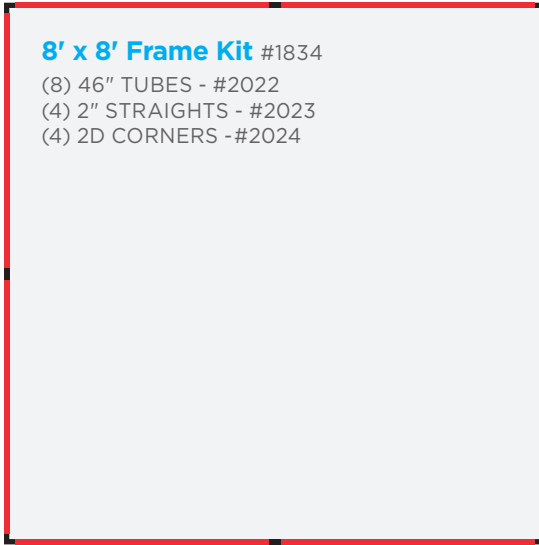 8' x 8' Frame Kit #1834
(8) 46" TUBES - #2022
(4) 2" STRAIGHTS - #2023
(4) 2D CORNERS -#2024